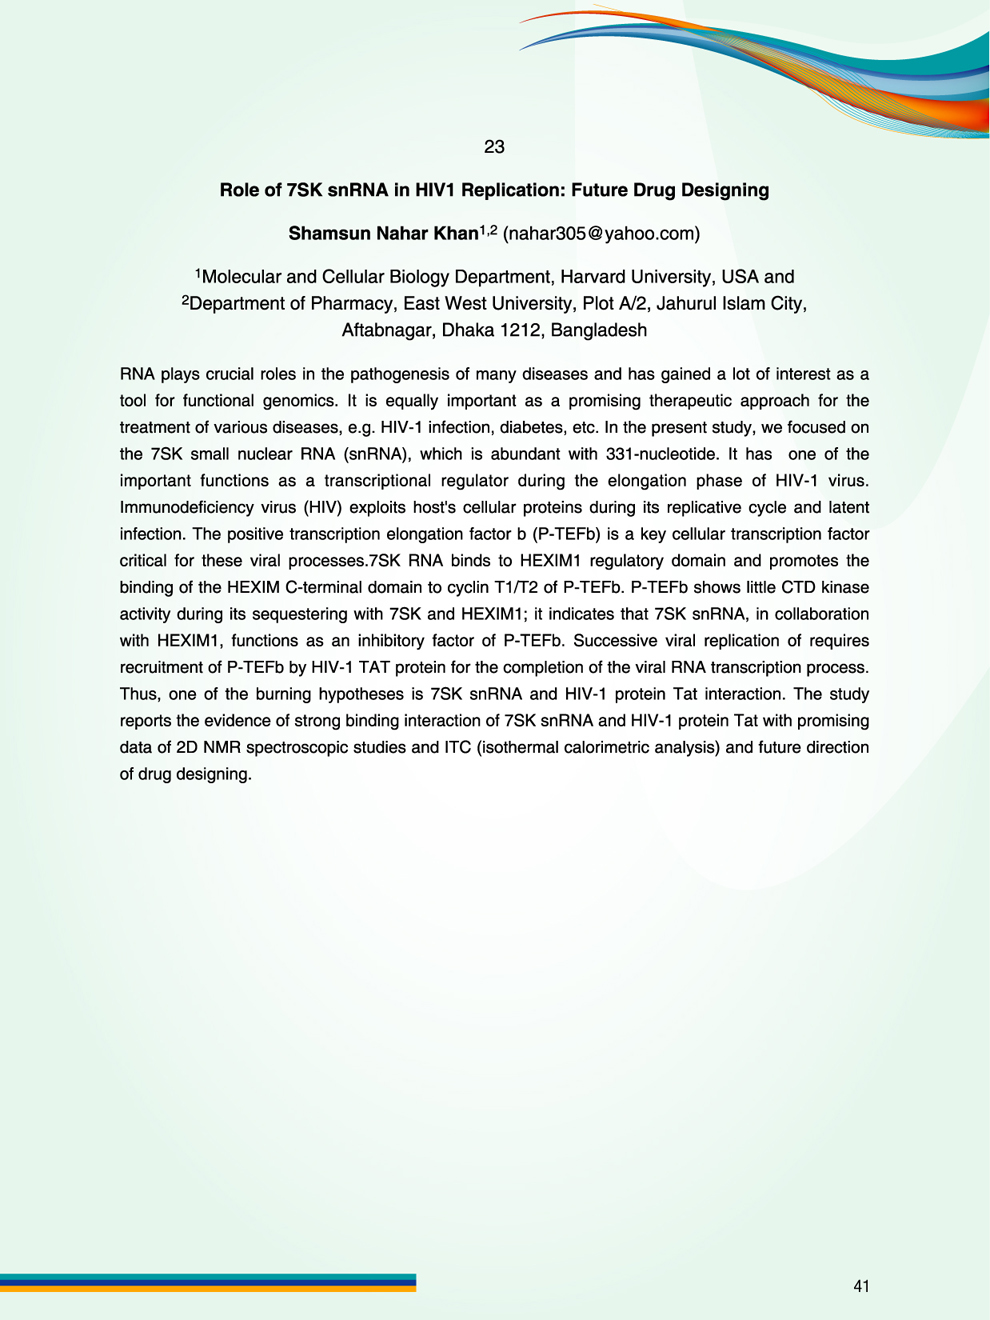 23
Role of 7SK snRNA in HIV1 Replication: Future Drug Designing
Shamsun Nahar Khan1,2 (nahar305@yahoo.com)
1Molecular and Cellular Biology Department, Harvard University, USA and
2Department of Pharmacy, East West University, Plot A/2, Jahurul Islam City,
Aftabnagar, Dhaka 1212, Bangladesh
RNA plays crucial roles in the pathogenesis of many diseases and has gained a lot of interest as a
tool for functional genomics. It is equally important as a promising therapeutic approach for the
treatment of various diseases, e.g. HIV-1 infection, diabetes, etc. In the present study, we focused on
the 7SK small nuclear RNA (snRNA), which is abundant with 331-nucleotide. It has  one of the
important functions as a transcriptional regulator during the elongation phase of HIV-1 virus.
Immunodeficiency virus (HIV) exploits host's cellular proteins during its replicative cycle and latent
infection. The positive transcription elongation factor b (P-TEFb) is a key cellular transcription factor
critical for these viral processes.7SK RNA binds to HEXIM1 regulatory domain and promotes the
binding of the HEXIM C-terminal domain to cyclin T1/T2 of P-TEFb. P-TEFb shows little CTD kinase
activity during its sequestering with 7SK and HEXIM1; it indicates that 7SK snRNA, in collaboration
with HEXIM1, functions as an inhibitory factor of P-TEFb. Successive viral replication of requires
recruitment of P-TEFb by HIV-1 TAT protein for the completion of the viral RNA transcription process.
Thus, one of the burning hypotheses is 7SK snRNA and HIV-1 protein Tat interaction. The study
reports the evidence of strong binding interaction of 7SK snRNA and HIV-1 protein Tat with promising
data of 2D NMR spectroscopic studies and ITC (isothermal calorimetric analysis) and future direction
of drug designing.
41